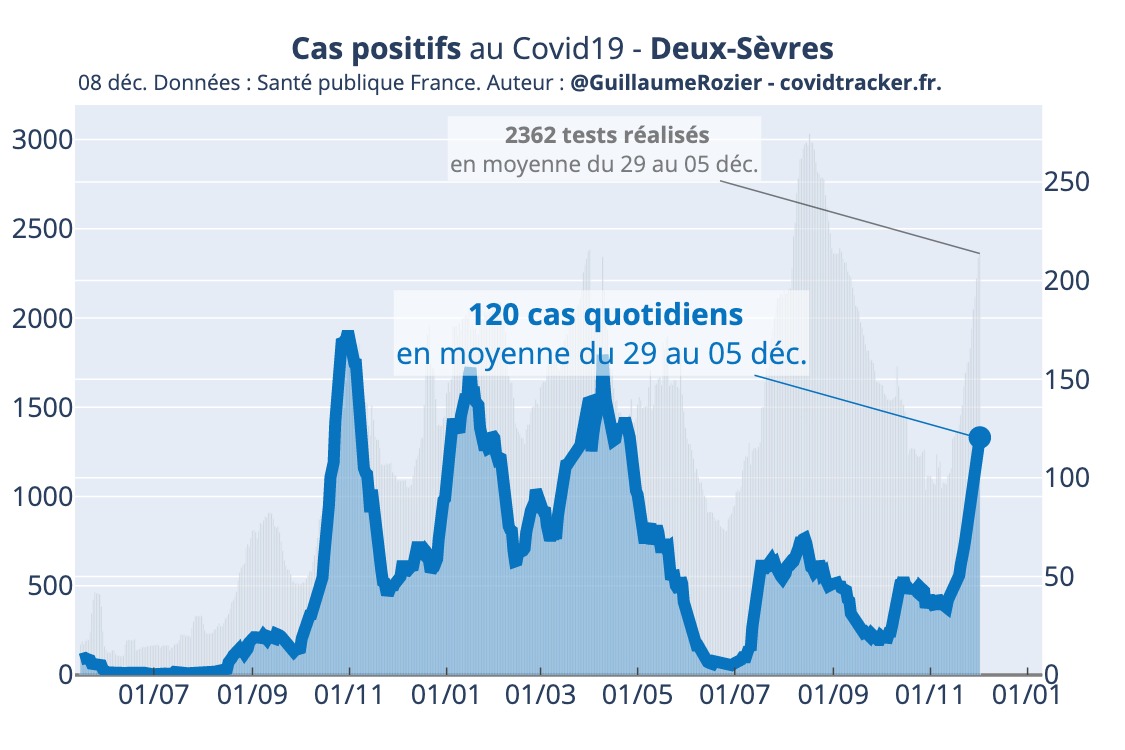 Cas positifs au Covid19 - Deux-Sèvres
08 déc. Données : Santé publique France. Auteur : @GuillaumeRozier - covidtracker.fr.
2362 tests réalisés
en moyenne du 29 au 05 déc.
120 cas quotidiens
en moyenne du 29 au 05 déc.
3000
2500
2000
1500
1000
500
0
250
200
150
100
50
0
01/07 01/09 01/11 01/01 01/03 01/05 01/07 01/09 01/11 01/01